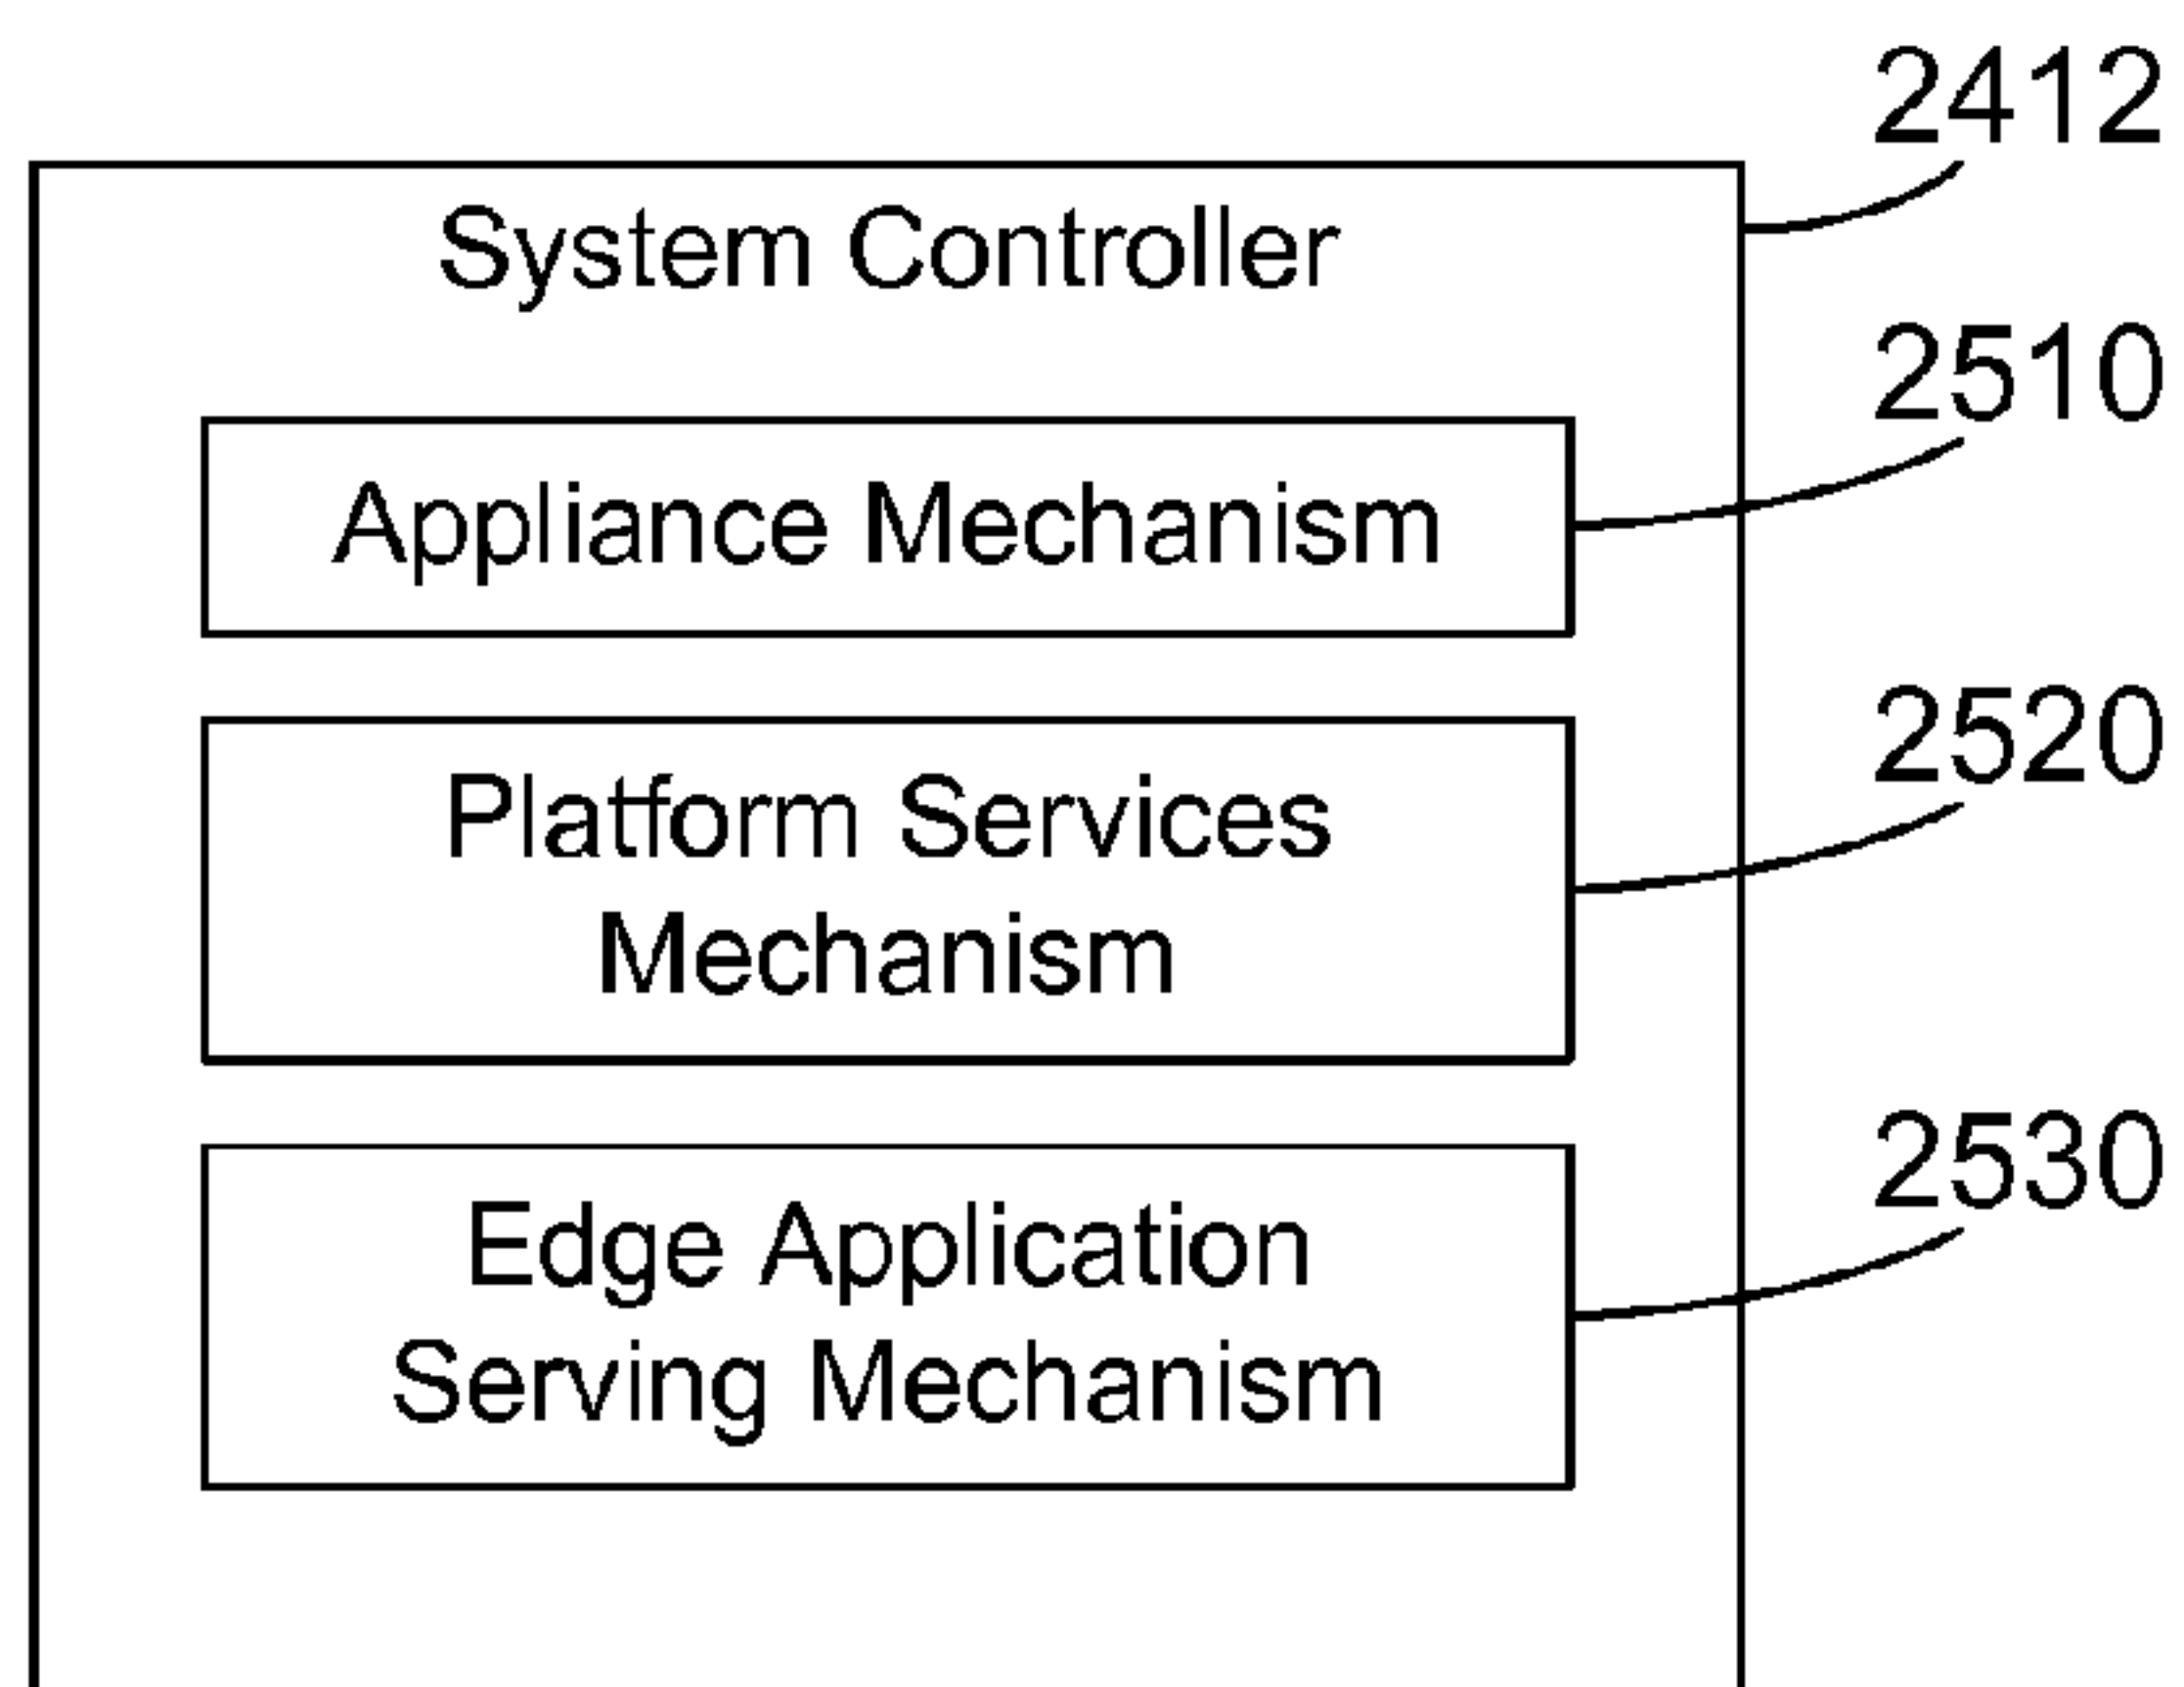 2412
System Controller
2510
Appliance Mechanism
2520
Platform Services
Mechanism
2530
Edge Application
Serving Mechanism